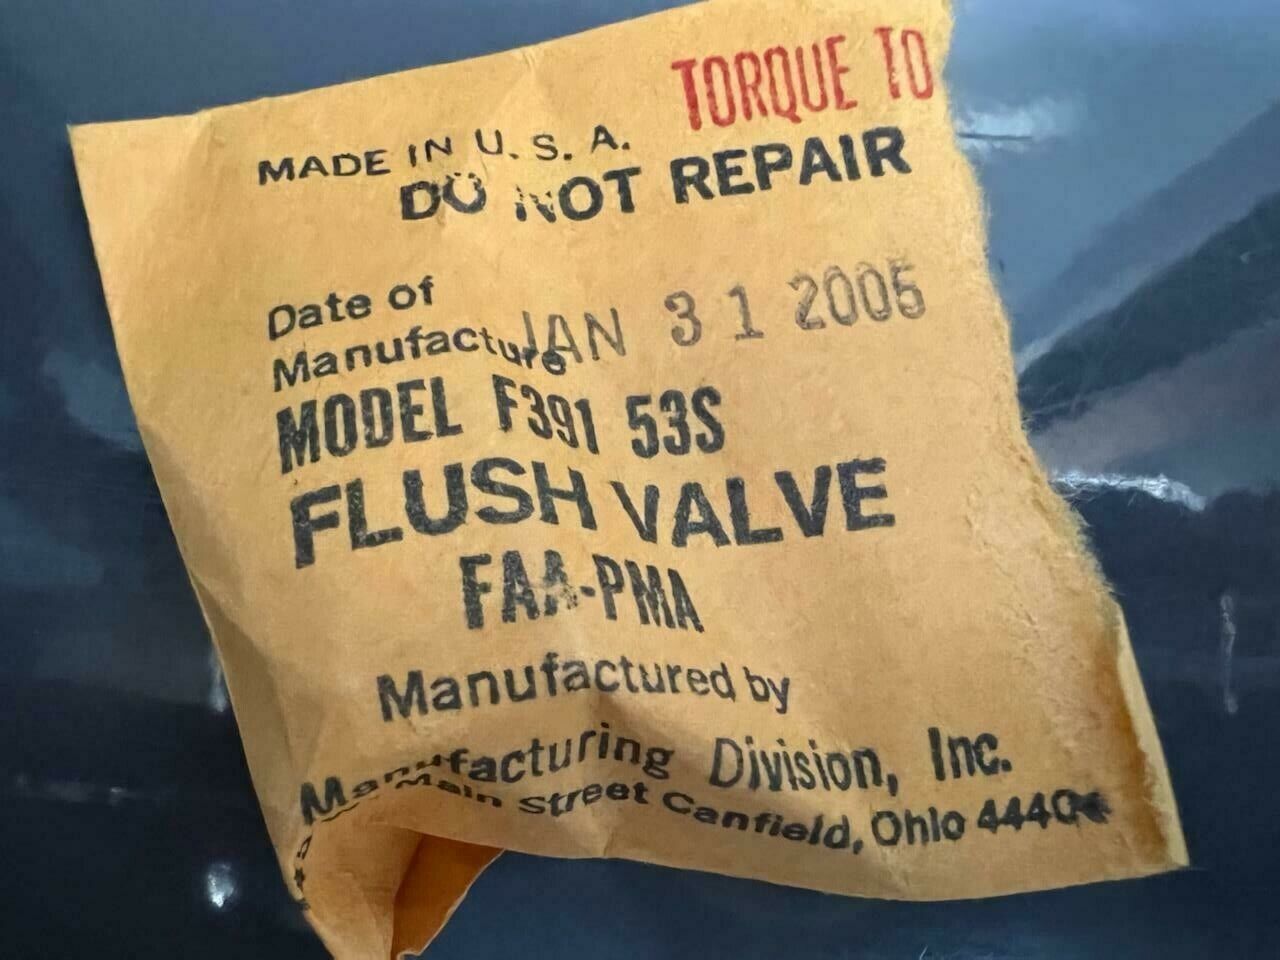 TORQUE TO
MADE IN U. S. A.
DO NOT REPAIR
Date of
Manufacture JAN 31 2005
MODEL F391 53S
FLUSH VALVE
FAA-PMA
Manufactured by
Manufacturing Division, Inc.
Main Street Canfield, Ohio